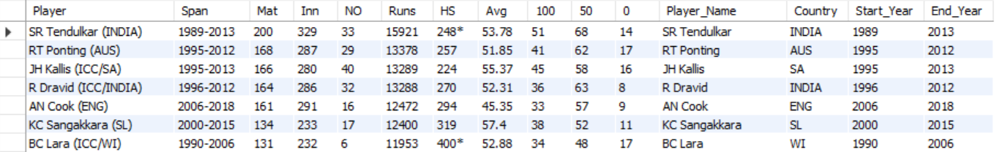 Player Span Mat Inn NO Runs HS Avg 100 50 0 Player_Name Country Start_Year End_Year
SR Tendulkar (INDIA) 1989-2013 200 329 33 15921 248* 53.78 51 68 14 SR Tendulkar INDIA 1989 2013
RT Ponting (AUS) 1995-2012 168 287 29 13378 257 51.85 41 62 17 RT Ponting AUS 1995 2012
JH Kallis (ICC/SA) 1995-2013 166 280 40 13289 224 55.37 45 58 16 JH Kallis SA 1995 2013
R Dravid (ICC/INDIA) 1996-2012 164 286 32 13288 270 52.31 36 63 8 R Dravid INDIA 1996 2012
AN Cook (ENG) 2006-2018 161 291 16 12472 294 45.35 33 57 9 AN Cook ENG 2006 2018
KC Sangakkara (SL) 2000-2015 134 233 17 12400 319 57.4 38 52 11 KC Sangakkara SL 2000 2015
BC Lara (ICC/WI) 1990-2006 131 232 6 11953 400* 52.88 34 48 17 BC Lara WI 1990 2006